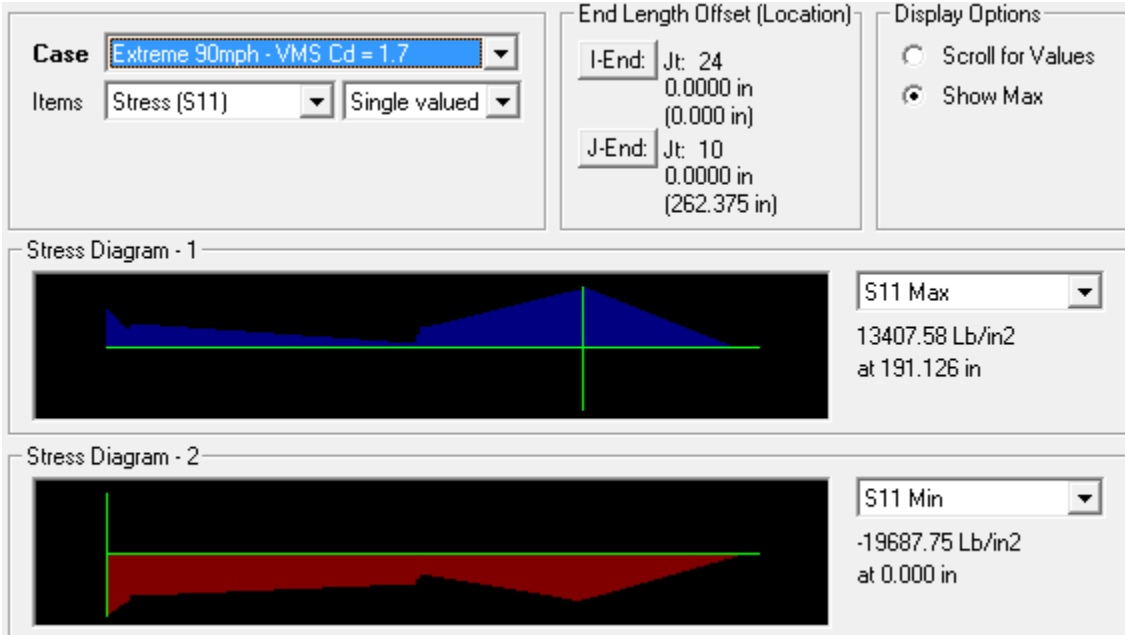 Case
Extreme 90mph - VMS Cd = 1.7
Items
Stress (S11)
Single valued
End Length Offset (Location)
I-End:
Jt: 24
0.0000 in
(0.000 in)
J-End:
Jt: 10
0.0000 in
(262.375 in)
Display Options
Scroll for Values
Show Max
Stress Diagram - 1
S11 Max
13407.58 Lb/in2
at 191.126 in
Stress Diagram - 2
S11 Min
-19687.75 Lb/in2
at 0.000 in